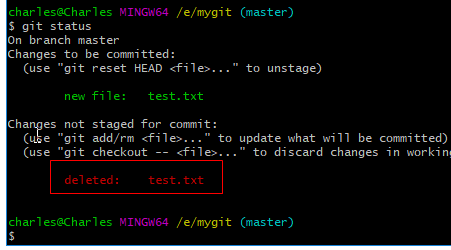 charles@Charles MINGW64 /e/mygit (master)
$ git status
On branch master
Changes to be committed:
(use "git reset HEAD <file>..." to unstage)
new file: test.txt
Changes not staged for commit:
(use "git add/rm <file>..." to update what will be committed)
(use "git checkout -- <file>..." to discard changes in working
deleted: test.txt
charles@Charles MINGW64 /e/mygit (master)
$